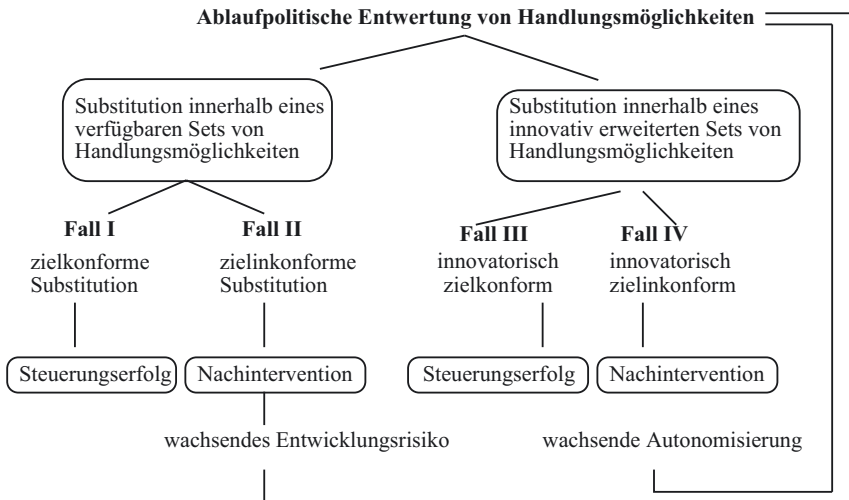 Ablaufpolitische Entwertung von Handlungsmöglichkeiten
Substitution innerhalb eines
verfügbaren Sets von
Handlungsmöglichkeiten
Substitution innerhalb eines
innovativ erweiterten Sets von
Handlungsmöglichkeiten
Fall I
zielkonforme
Substitution
Fall II
zielinkonforme
Substitution
Fall III
innovatorisch
zielkonform
Fall IV
innovatorisch
zielinkonform
Steuerungserfolg
Nachintervention
Steuerungserfolg
Nachintervention
wachsendes Entwicklungsrisiko
wachsende Autonomisierung